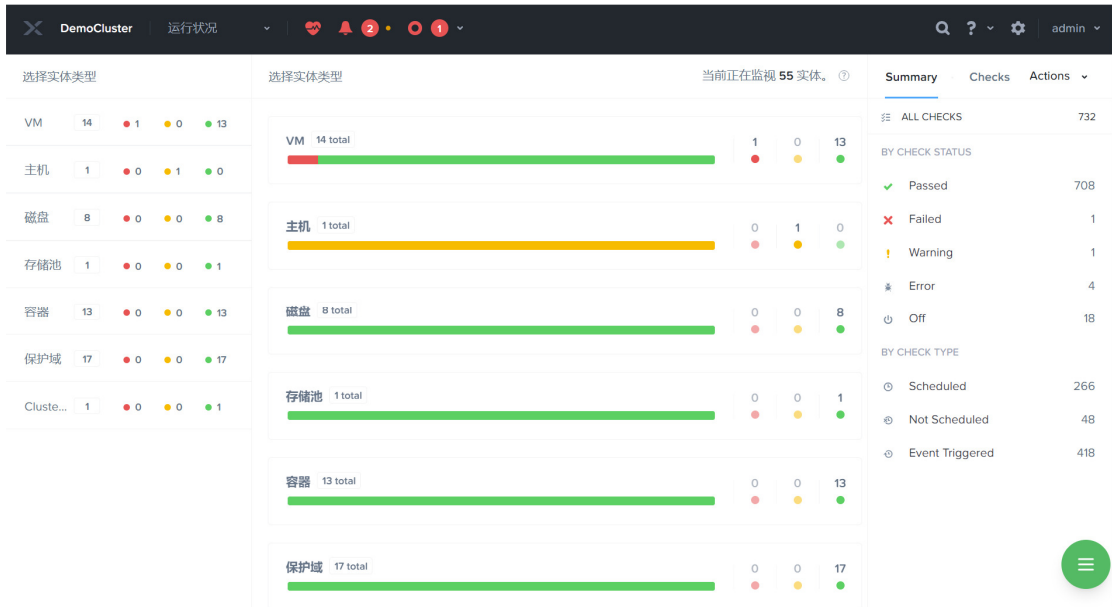 DemoCluster 运行状况 2 1 ? admin
选择实体类型
VM 14 1 0 13
主机 1 0 1 0
磁盘 8 0 0 8
存储池 1 0 0 1
容器 13 0 0 13
保护域 17 0 0 17
Cluste... 1 0 0 1
选择实体类型 当前正在监视 55 实体。 ?
VM 14 total 1 0 13
主机 1 total 0 1 0
磁盘 8 total 0 0 8
存储池 1 total 0 0 1
容器 13 total 0 0 13
保护域 17 total 0 0 17
Summary Checks Actions
ALL CHECKS 732
BY CHECK STATUS
Passed 708
Failed 1
Warning 1
Error 4
Off 18
BY CHECK TYPE
Scheduled 266
Not Scheduled 48
Event Triggered 418